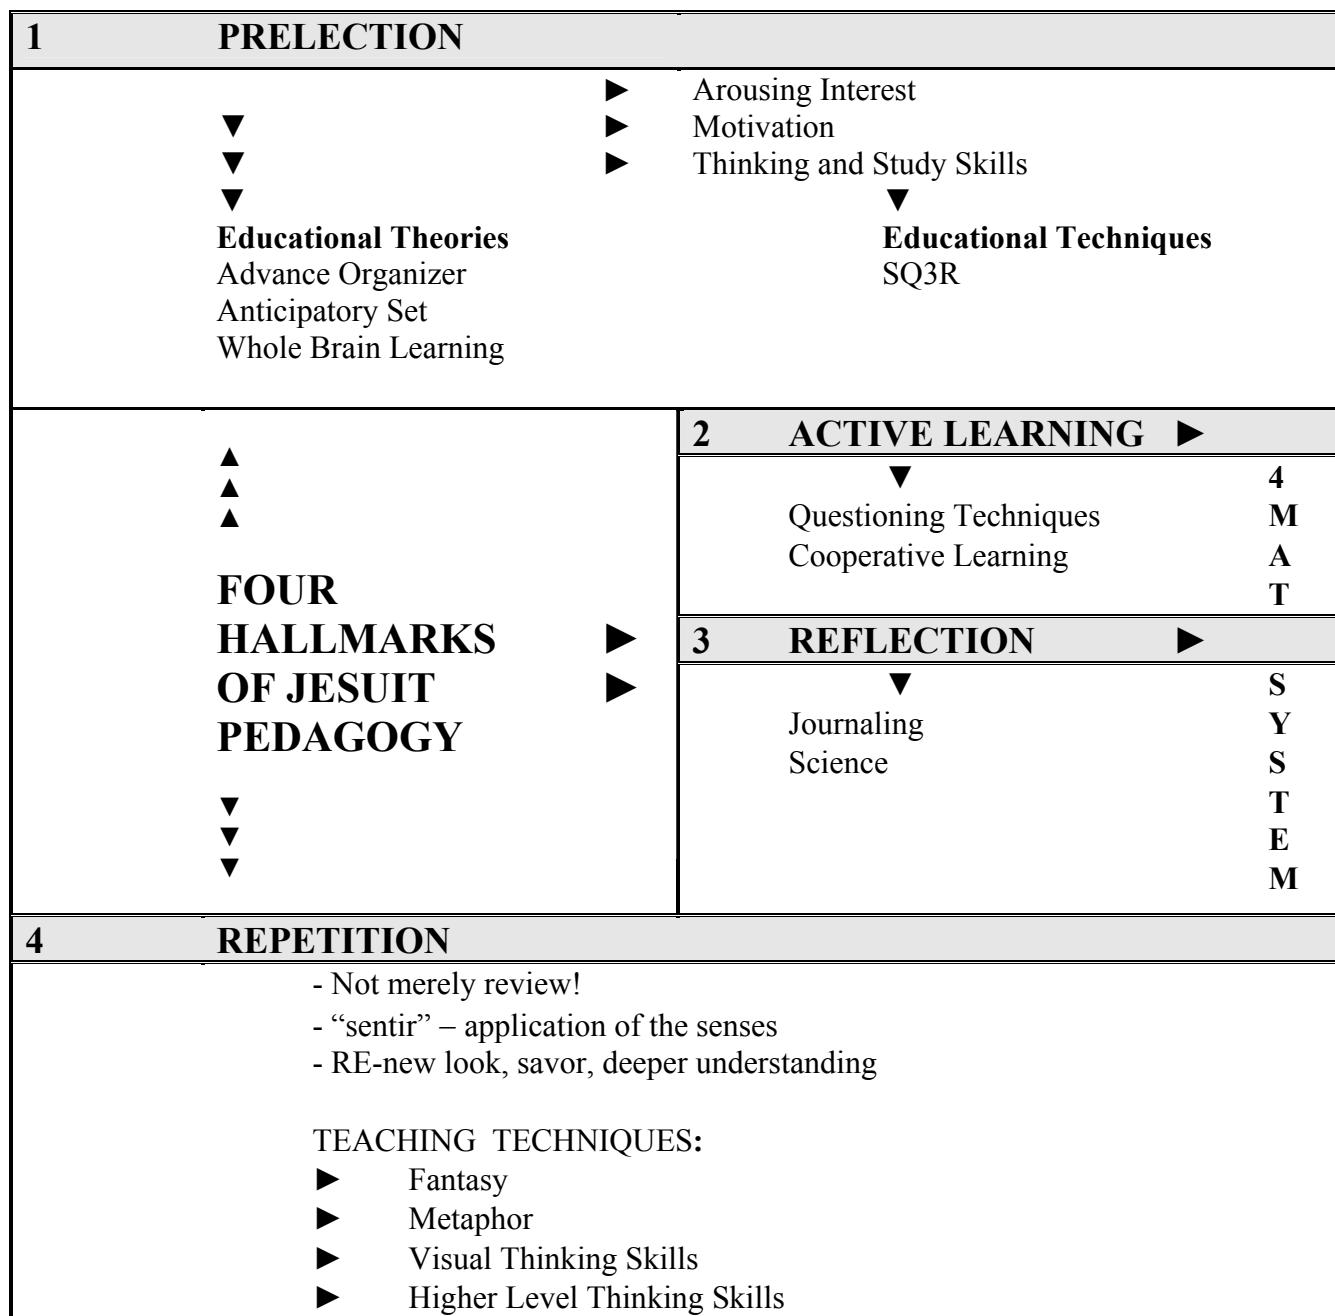 1 PRELECTION
► Arousing Interest
▼ ► Motivation
▼ ► Thinking and Study Skills
▼ ▼
Educational Theories Educational Techniques
Advance Organizer SQ3R
Anticipatory Set
Whole Brain Learning
▲
▲
▲
FOUR
HALLMARKS ►
OF JESUIT ►
PEDAGOGY
▼
▼
▼
2 ACTIVE LEARNING ►
▼
Questioning Techniques
Cooperative Learning
3 REFLECTION ►
▼
Journaling
Science
4
M
A
T
S
Y
S
T
E
M
4 REPETITION
- Not merely review!
- “sentir” – application of the senses
- RE-new look, savor, deeper understanding
TEACHING TECHNIQUES:
► Fantasy
► Metaphor
► Visual Thinking Skills
► Higher Level Thinking Skills